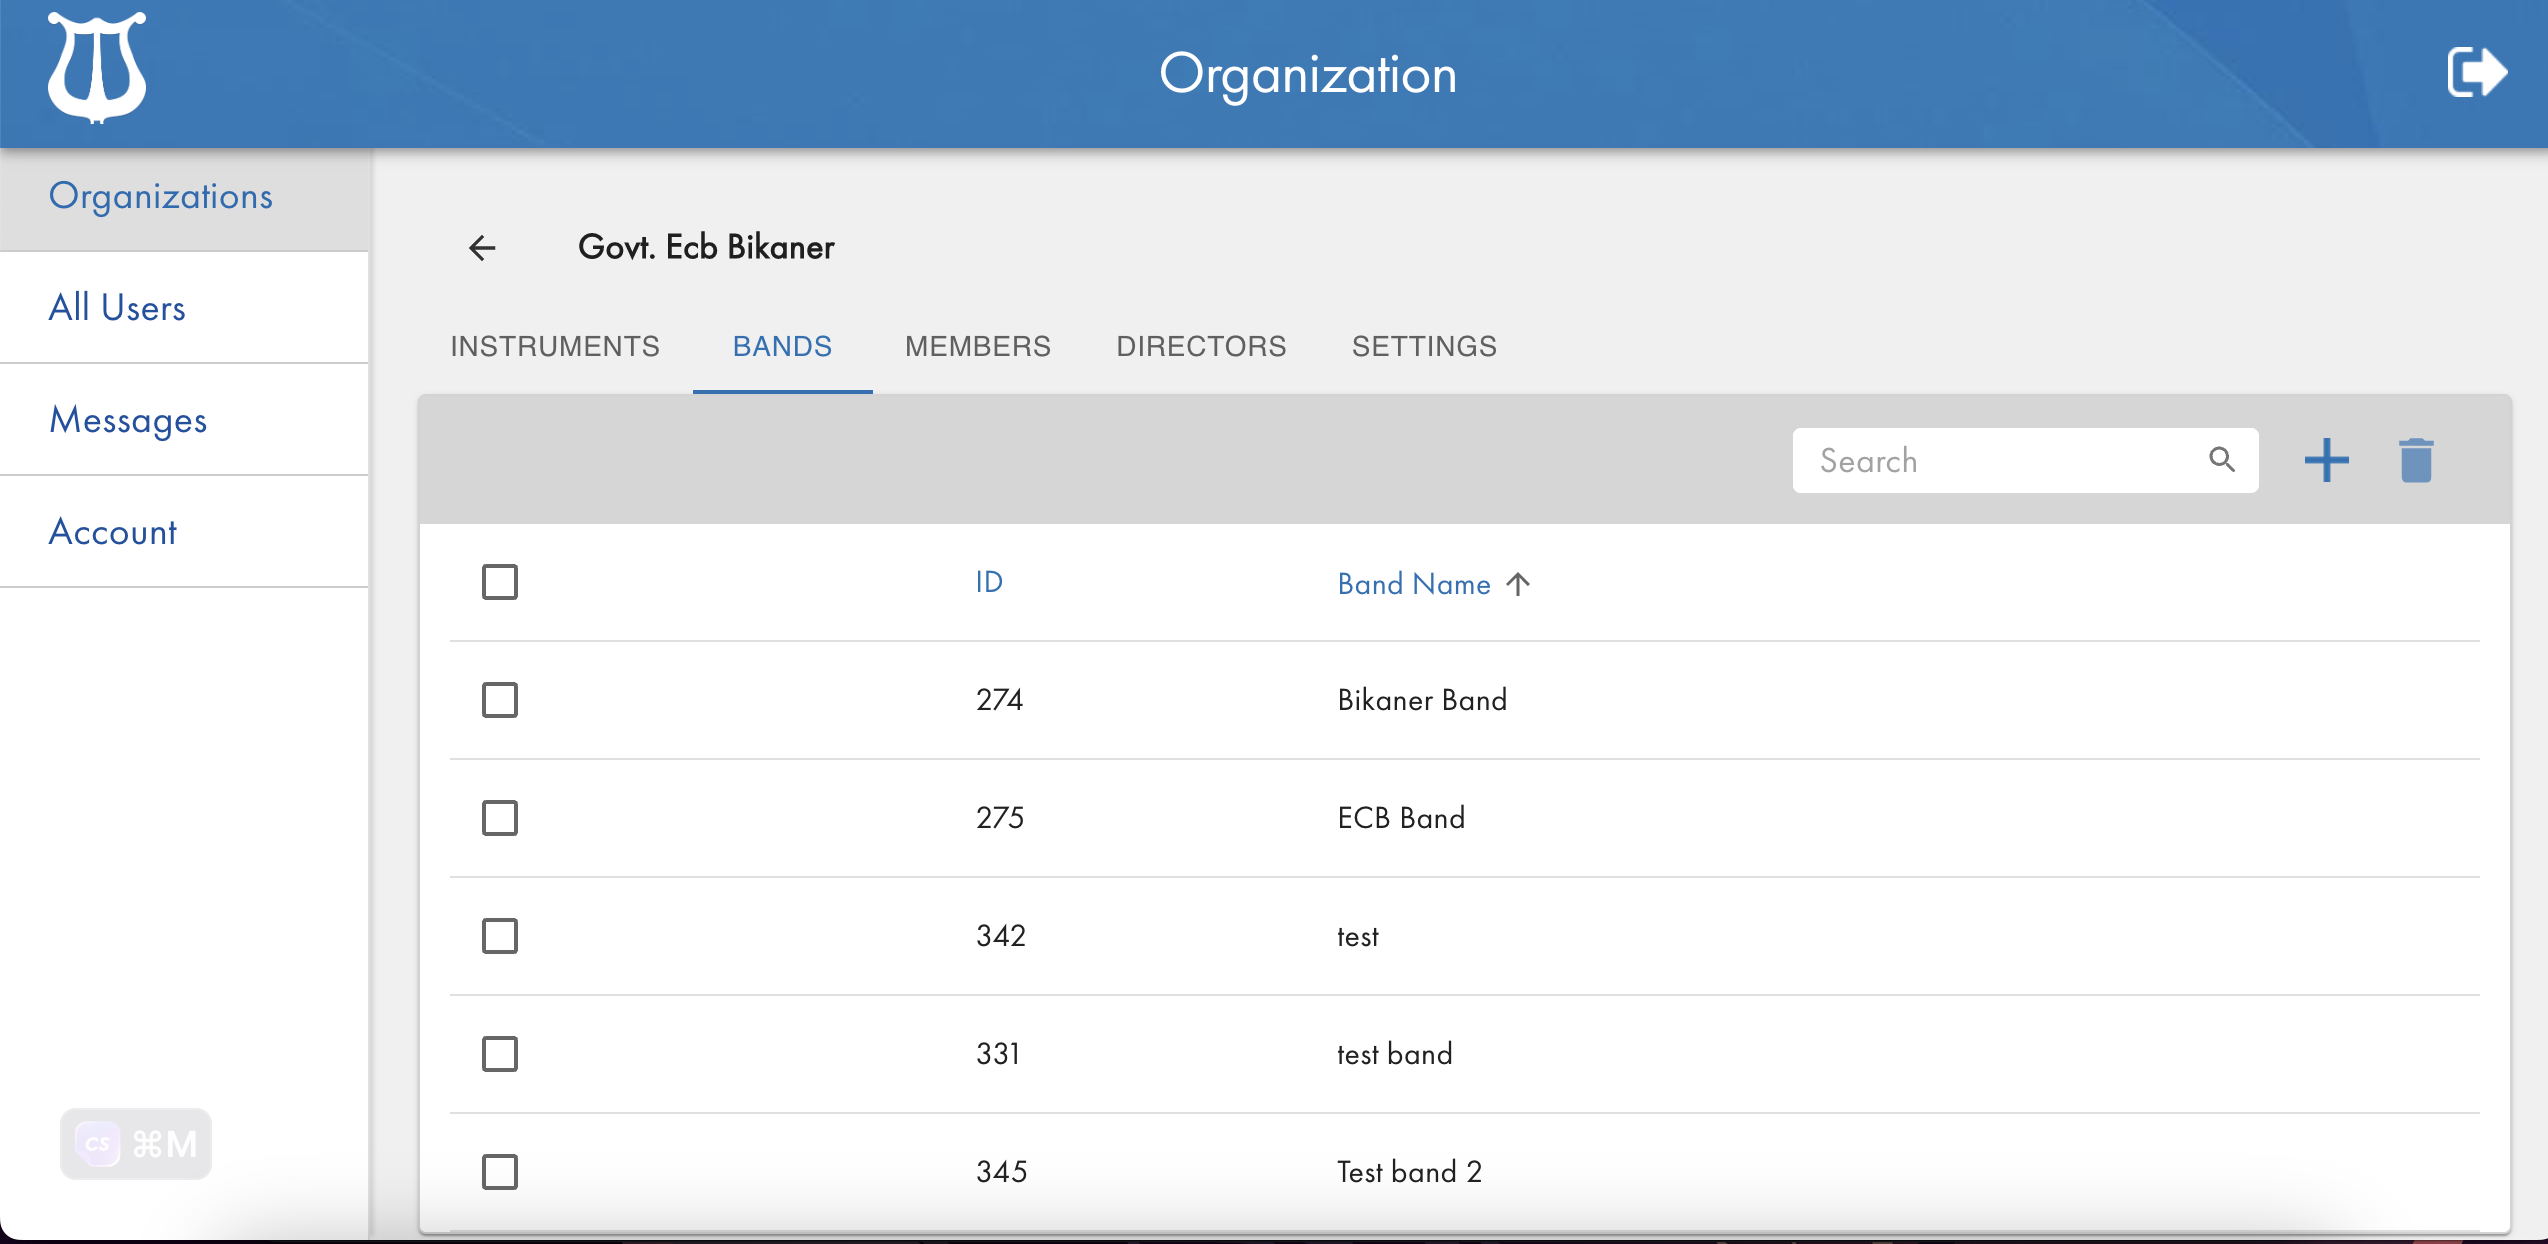 Organization
Organizations
All Users
Messages
Account
Govt. Ecb Bikaner
INSTRUMENTS BANDS MEMBERS DIRECTORS SETTINGS
Search
ID Band Name
274 Bikaner Band
275 ECB Band
342 test
331 test band
345 Test band 2
CS ⌘M